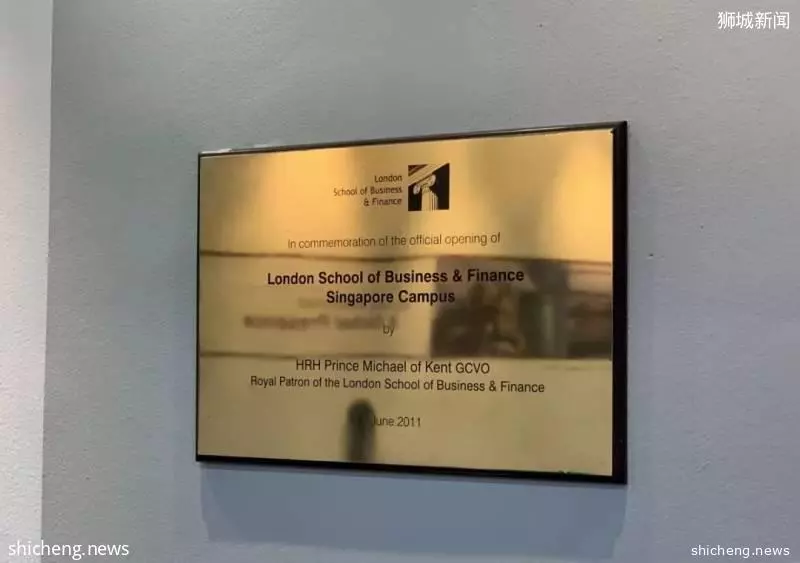 狮城新闻
London
School of Business
& Finance
In commemoration of the official opening of
London School of Business & Finance
Singapore Campus
by
HRH Prince Michael of Kent GCVO
Royal Patron of the London School of Business & Finance
June 2011
shicheng.news
shicheng.news